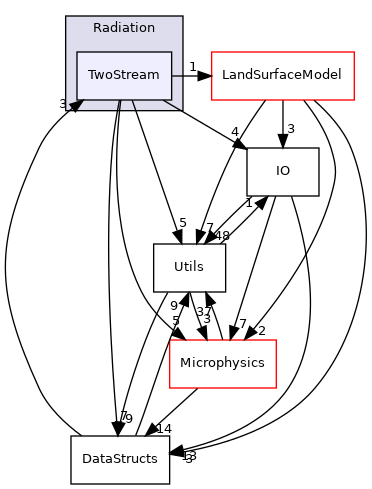 Radiation
TwoStream
1
LandSurfaceModel
3
4
3
IO
1
5
7
48
Utils
9
37
5
3
7
2
Microphysics
7
9
14
13
3
DataStructs